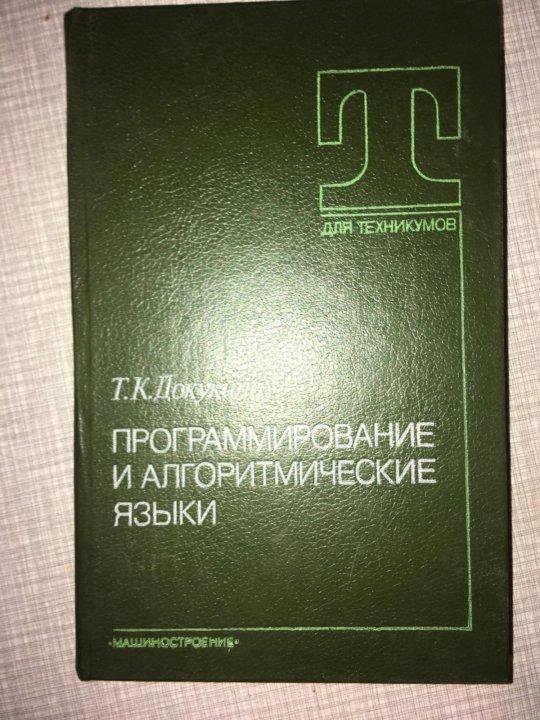 Т
ДЛЯ ТЕХНИКУМОВ
Т.К.
ПРОГРАММИРОВАНИЕ
И АЛГОРИТМИЧЕСКИЕ
ЯЗЫКИ
«МАШИНОСТРОЕНИЕ»